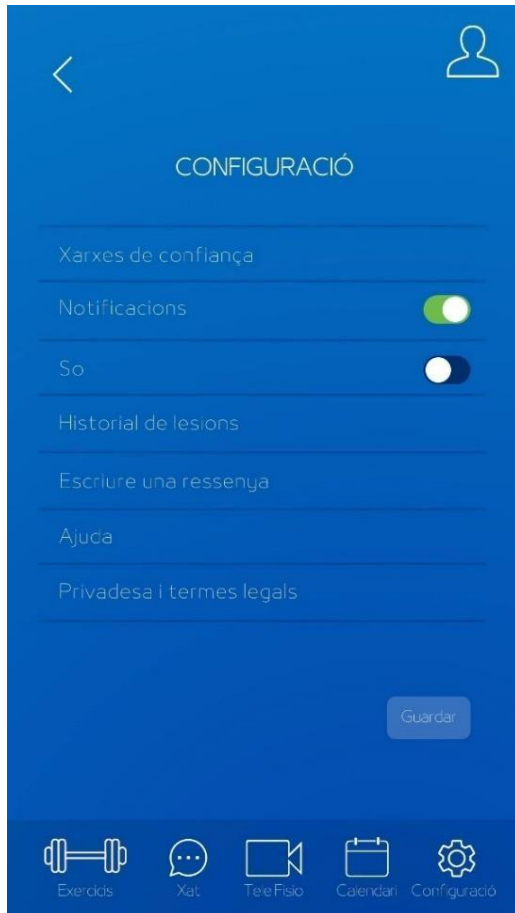 CONFIGURACIÓ
Xarxes de confiança
Notificacions
So
Historial de lesions
Escriure una ressenya
Ajuda
Privadesa i termes legals
Guardar
Exercicis
Xat
Tele Fisio
Calendari
Configuració